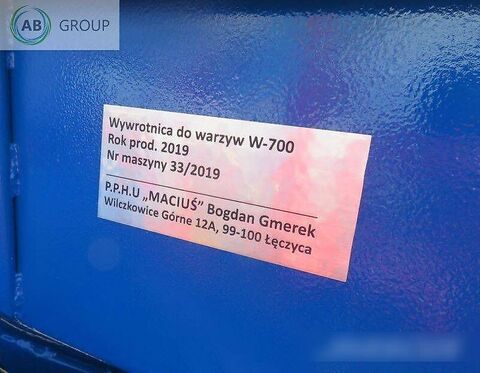 AB GROUP
Wywrotnica do warzyw W-700
Rok prod. 2019
Nr maszyny 33/2019
P.P.H.U „MACIUŚ” Bogdan Gmerek
Wilczkowice Górne 12A, 99-100 Łęczyca